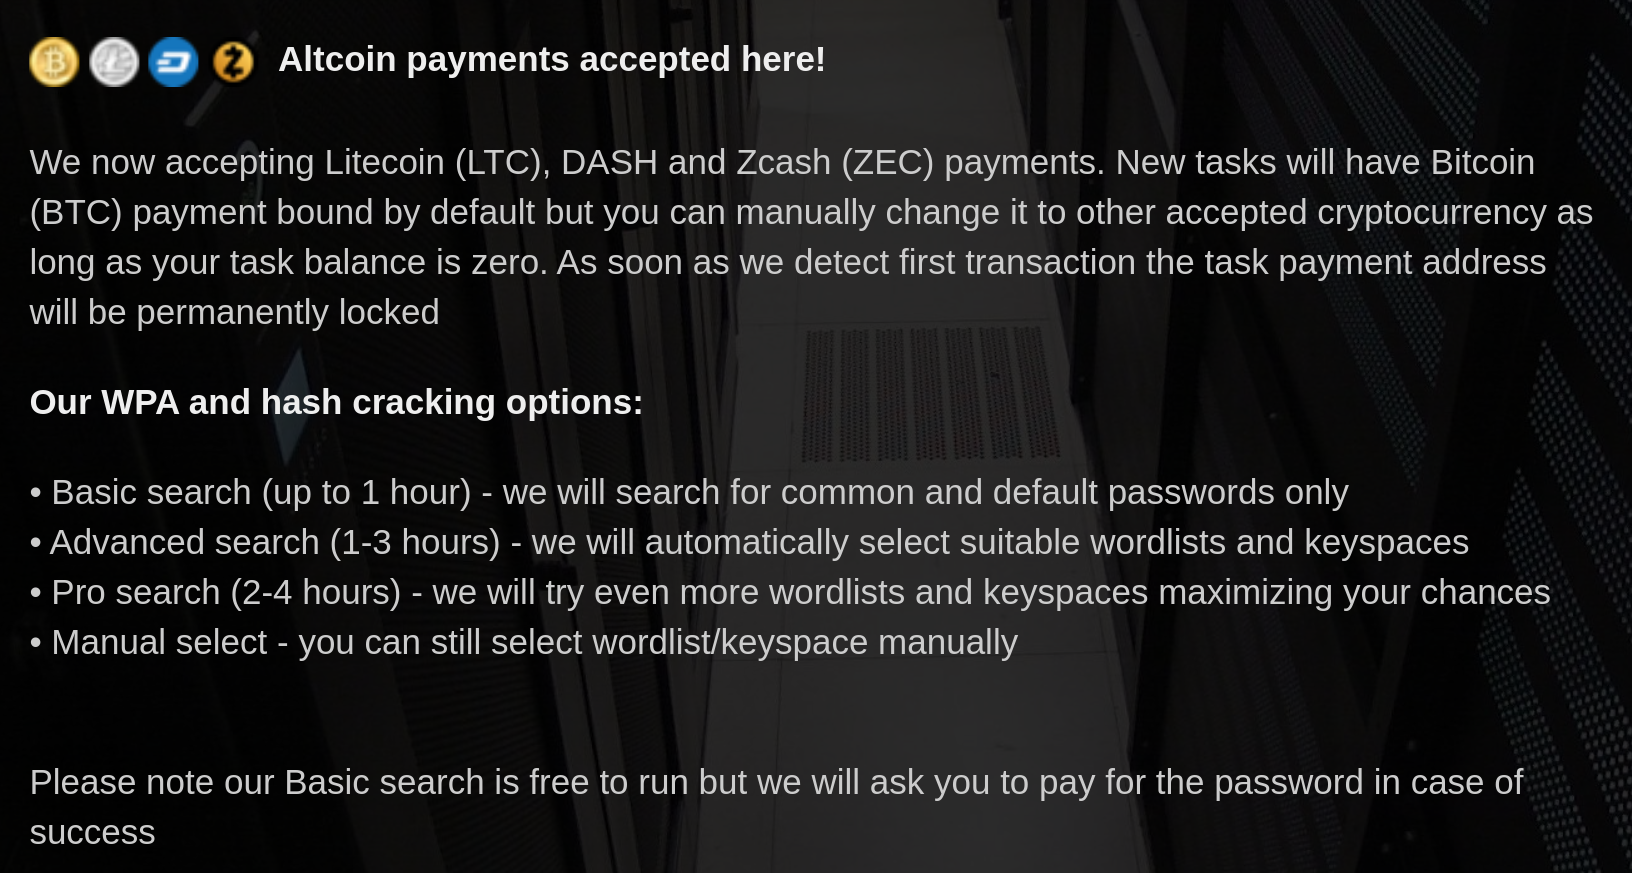 Altcoin payments accepted here!
We now accepting Litecoin (LTC), DASH and Zcash (ZEC) payments. New tasks will have Bitcoin
(BTC) payment bound by default but you can manually change it to other accepted cryptocurrency as
long as your task balance is zero. As soon as we detect first transaction the task payment address
will be permanently locked
Our WPA and hash cracking options:
• Basic search (up to 1 hour) - we will search for common and default passwords only
• Advanced search (1-3 hours) - we will automatically select suitable wordlists and keyspaces
• Pro search (2-4 hours) - we will try even more wordlists and keyspaces maximizing your chances
• Manual select - you can still select wordlist/keyspace manually
Please note our Basic search is free to run but we will ask you to pay for the password in case of
success